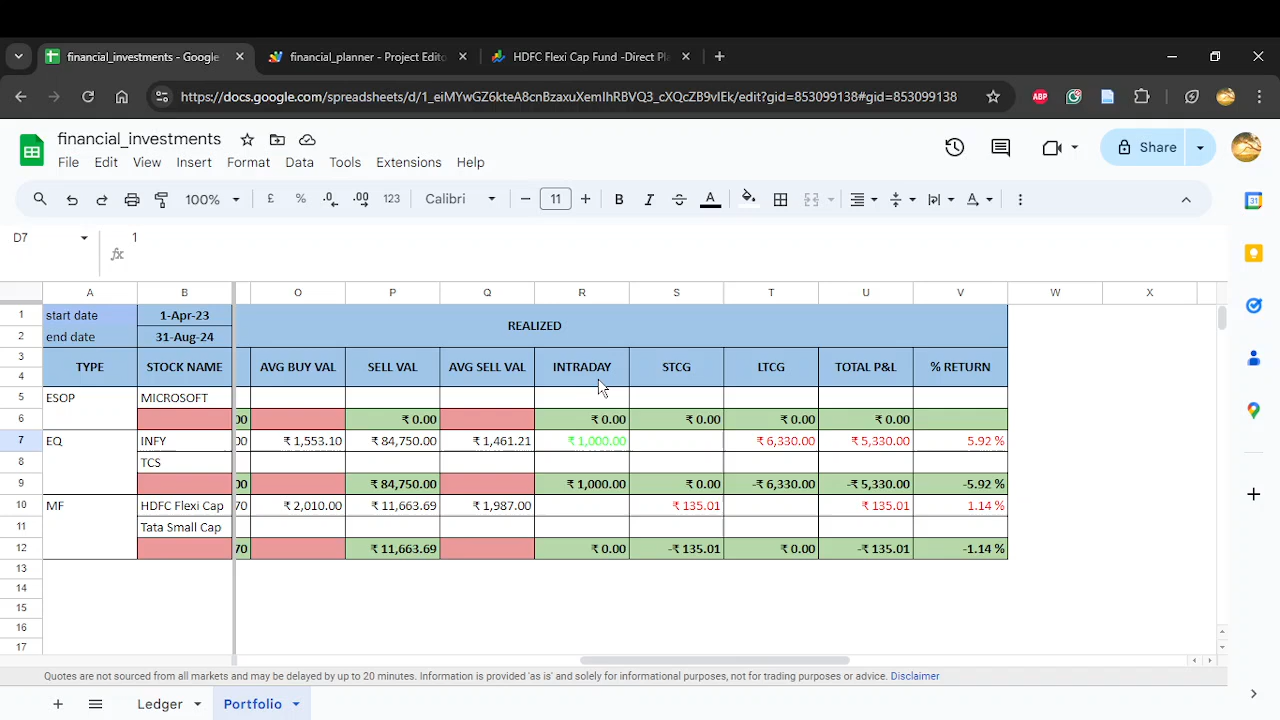 financial_investments - Google
financial_planner - Project Edito
HDFC Flexi Cap Fund -Direct Pl
https://docs.google.com/spreadsheets/d/1_eiMYwGZ6kteA8cnBzaxuXemIhRBVQ3_cXQcZB9vIEk/edit?gid=853099138#gid=853099138
ABP
financial_investments
File Edit View Insert Format Data Tools Extensions Help
Share
100% £ % .0 .00 123 Calibri 11 B I A
31
D7
1
fx
A B O P Q R S T U V W X
1 start date 1-Apr-23 REALIZED
2 end date 31-Aug-24
3 TYPE STOCK NAME AVG BUY VAL SELL VAL AVG SELL VAL INTRADAY STCG LTCG TOTAL P&L % RETURN
4
5 ESOP MICROSOFT
6 00 ₹ 0.00 ₹ 0.00 ₹ 0.00 ₹ 0.00 ₹ 0.00
7 EQ INFY 00 ₹ 1,553.10 ₹ 84,750.00 ₹ 1,461.21 ₹ 1,000.00 ₹ 6,330.00 ₹ 5,330.00 5.92 %
8 TCS
9 00 ₹ 84,750.00 ₹ 1,000.00 ₹ 0.00 -₹ 6,330.00 -₹ 5,330.00 -5.92 %
10 MF HDFC Flexi Cap 70 ₹ 2,010.00 ₹ 11,663.69 ₹ 1,987.00 ₹ 135.01 ₹ 135.01 1.14 %
11 Tata Small Cap
12 70 ₹ 11,663.69 ₹ 0.00 -₹ 135.01 ₹ 0.00 -₹ 135.01 -1.14 %
13
14
15
16
17
Quotes are not sourced from all markets and may be delayed by up to 20 minutes. Information is provided 'as is' and solely for informational purposes, not for trading purposes or advice. Disclaimer
Ledger Portfolio